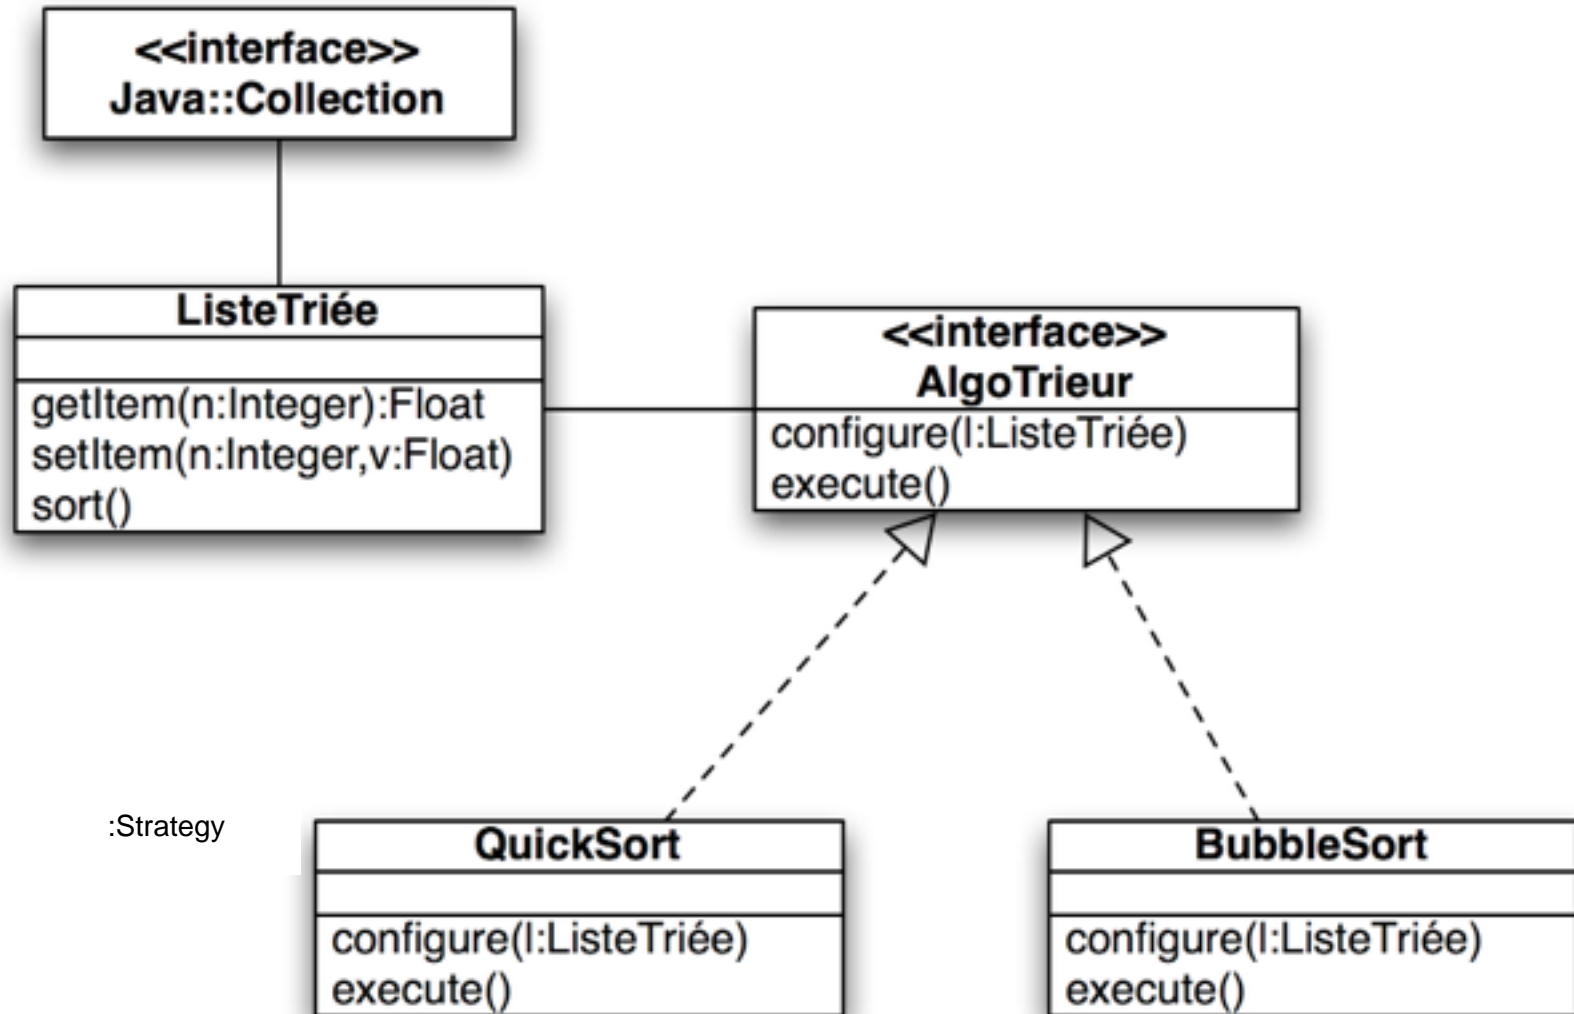 <<interface>>
Java::Collection
ListeTriée
getItem(n:Integer):Float
setItem(n:Integer,v:Float)
sort()
<<interface>>
AlgoTrieur
configure(l:ListeTriée)
execute()
:Strategy
QuickSort
configure(l:ListeTriée)
execute()
BubbleSort
configure(l:ListeTriée)
execute()